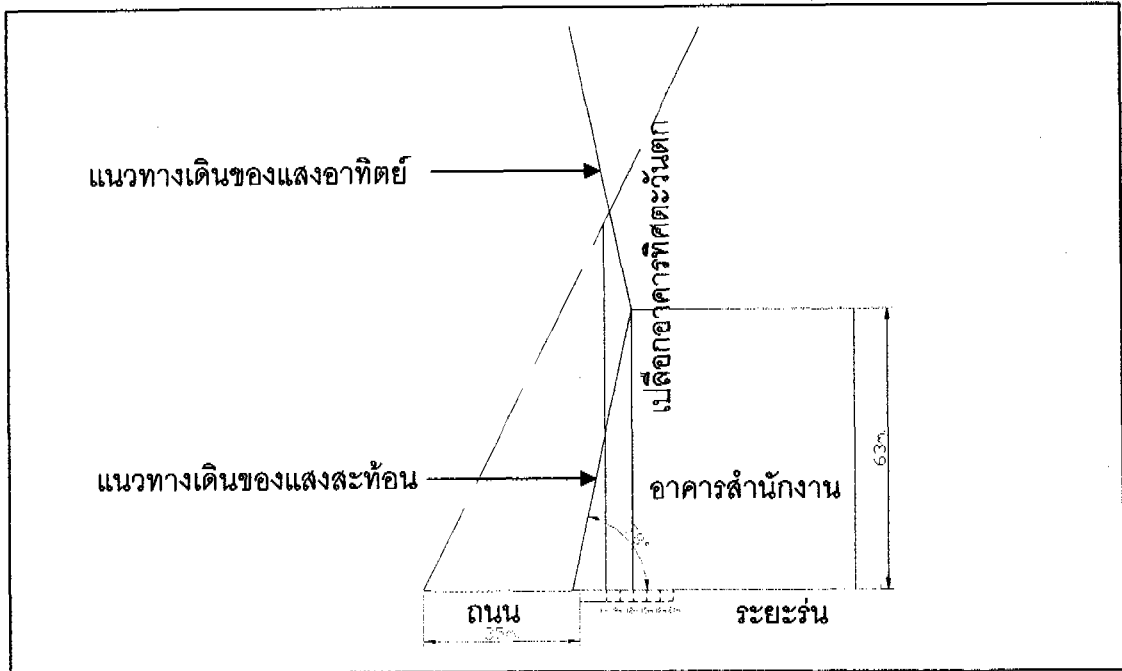 แนวทางเดินของแสงอาทิตย์
เปลือกอาคารทิศตะวันตก
แนวทางเดินของแสงสะท้อน
อาคารสำนักงาน
63m.
ถนน
ระยะร่น
35m.